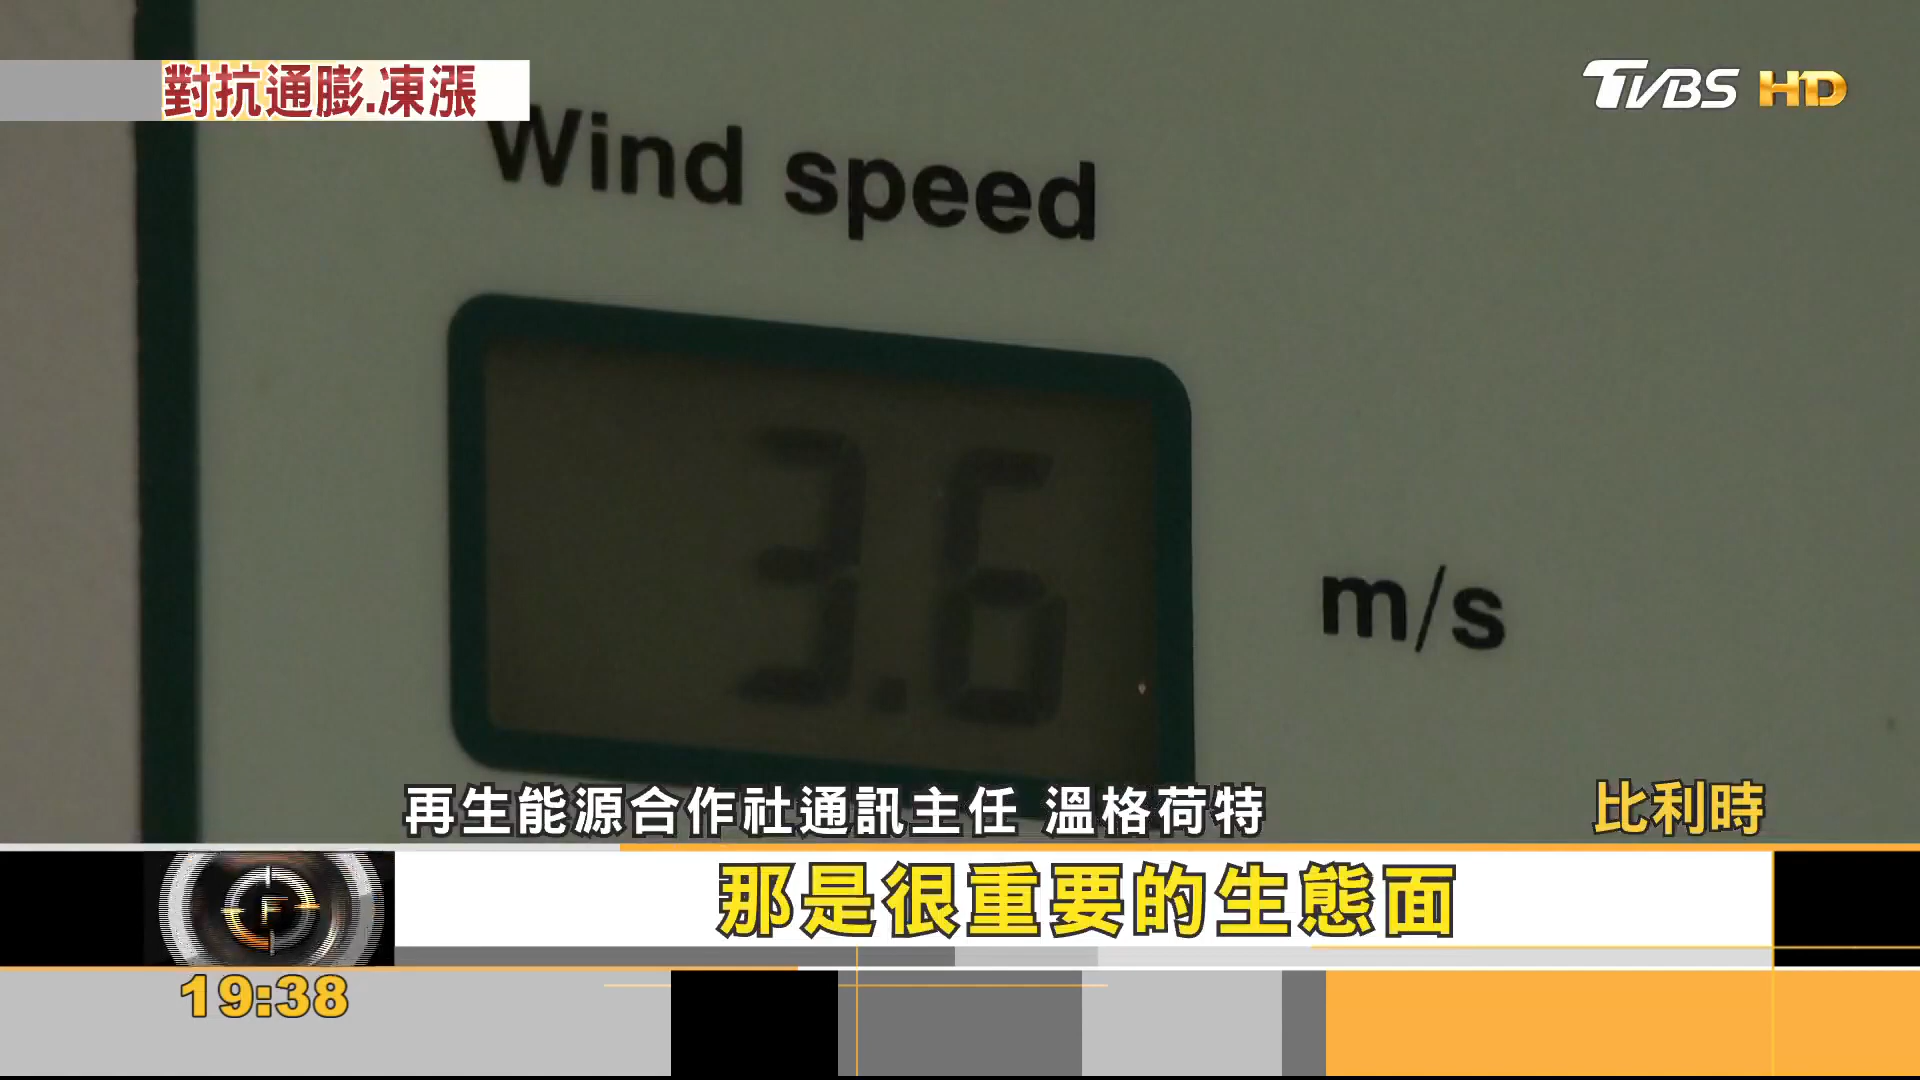 對抗通膨.凍漲
TVBS HD
Wind speed
3.6
m/s
再生能源合作社通訊主任 溫格荷特
比利時
那是很重要的生態面
F
19:38